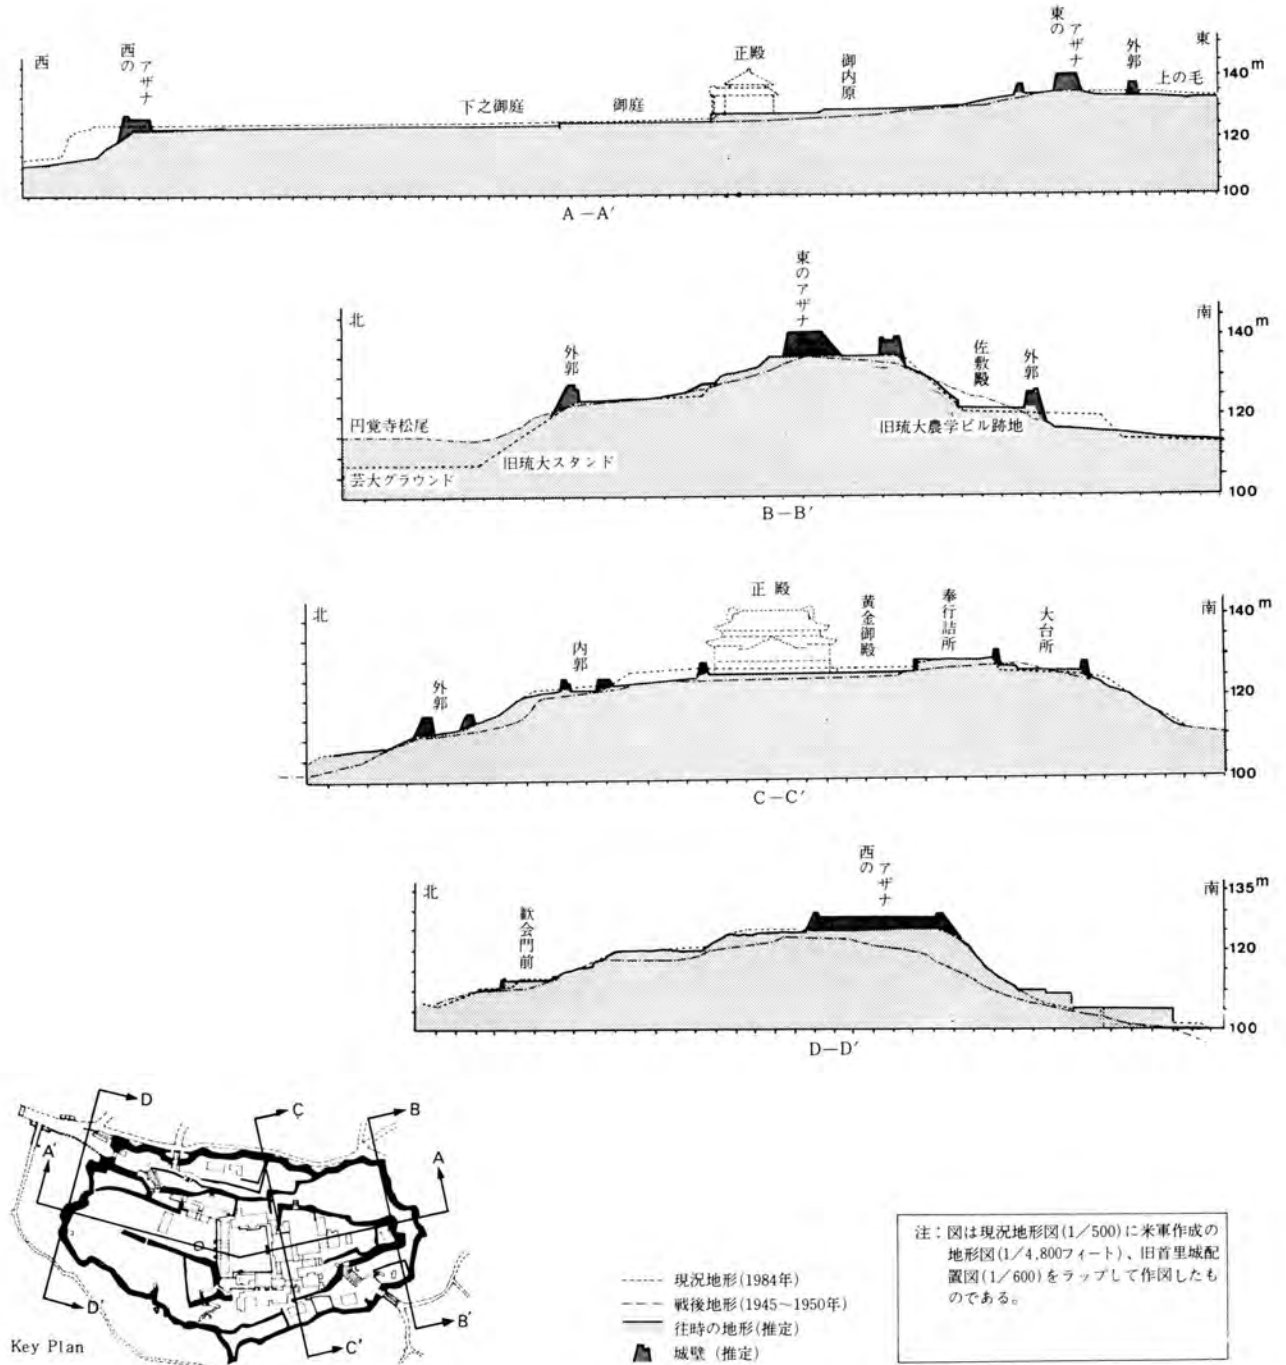 西
西のアザナ
下之御庭
御庭
正殿
御内原
東のアザナ
外郭
上の毛
東
140 m
120
100
A-A′
北
外郭
東のアザナ
佐敷殿
外郭
南
140 m
120
100
円覚寺松尾
芸大グラウンド
旧琉大スタンド
旧琉大農学ビル跡地
B-B′
北
外郭
内郭
正殿
黄金御殿
奉行詰所
大台所
南
140 m
120
100
C-C′
北
歓会門前
西のアザナ
南
135 m
120
100
D-D′
D
C
B
A
A′
D′
C′
B′
Key Plan
現況地形(1984年)
戦後地形(1945〜1950年)
往時の地形(推定)
城壁(推定)
注:図は現況地形図(1/500)に米軍作成の
地形図(1/4,800フィート)、旧首里城配
置図(1/600)をラップして作図したも
のである。